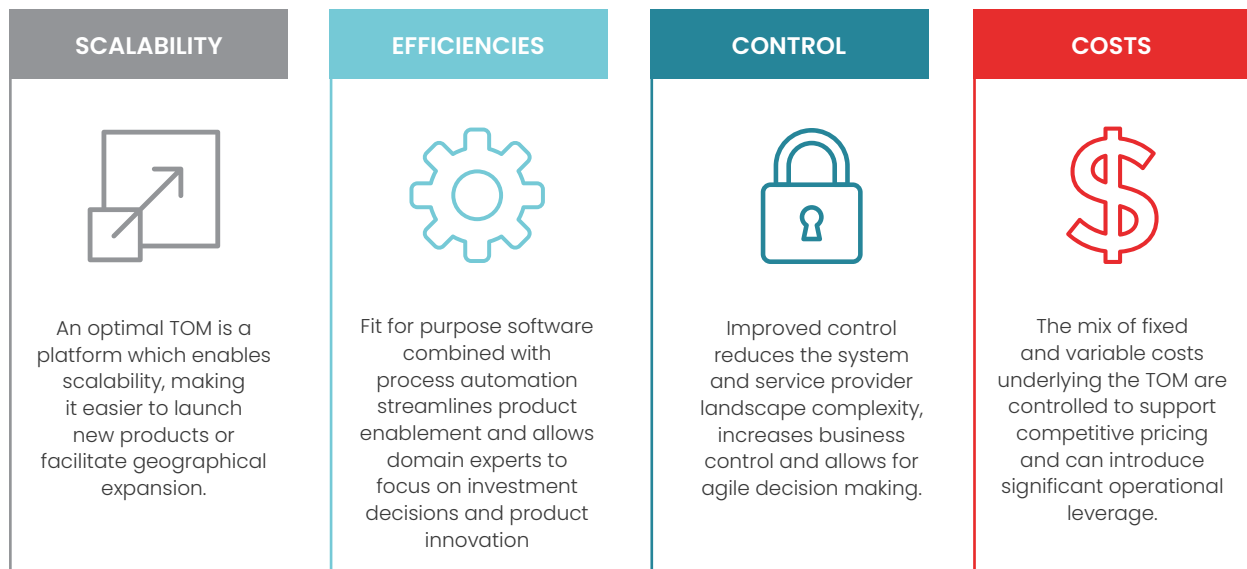 SCALABILITY
An optimal TOM is a
platform which enables
scalability, making
it easier to launch
new products or
facilitate geographical
expansion.
EFFICIENCIES
Fit for purpose software
combined with
process automation
streamlines product
enablement and allows
domain experts to
focus on investment
decisions and product
innovation
CONTROL
Improved control
reduces the system
and service provider
landscape complexity,
increases business
control and allows for
agile decision making.
COSTS
The mix of fixed
and variable costs
underlying the TOM are
controlled to support
competitive pricing
and can introduce
significant operational
leverage.